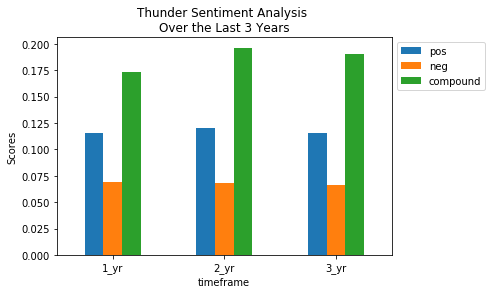 Thunder Sentiment Analysis
Over the Last 3 Years
0.200
0.175
0.150
0.125
0.100
0.075
0.050
0.025
0.000
Scores
1_yr
2_yr
3_yr
timeframe
pos
neg
compound